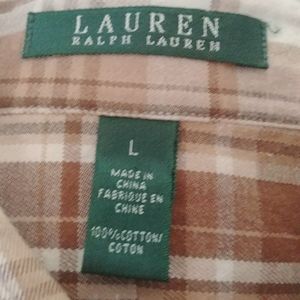 LAUREN
RALPH LAUREN
L
MADE IN
CHINA
FABRIQUE EN
CHINE
100%COTTON/
COTON